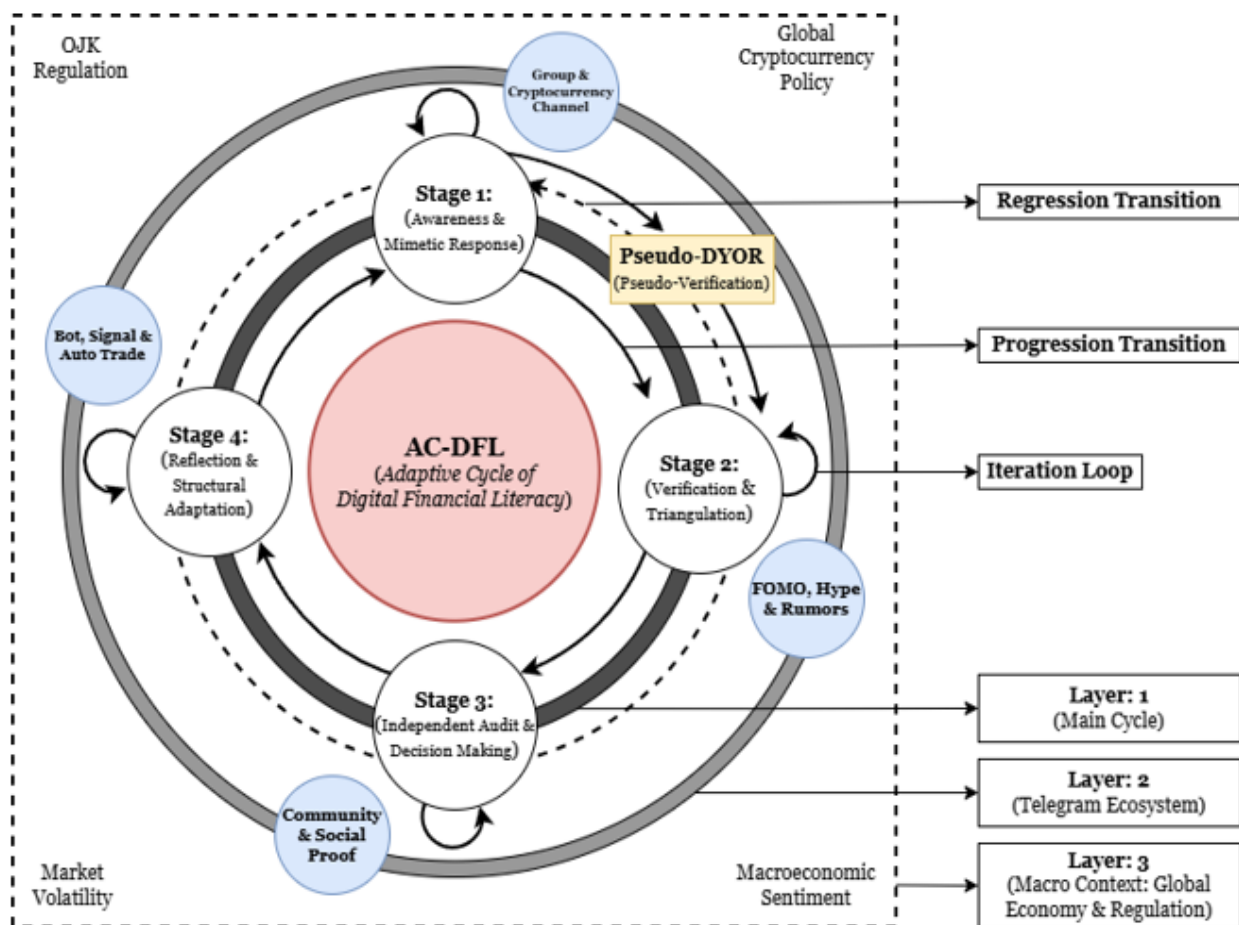 OJK
Regulation
Global
Cryptocurrency
Policy
Group &
Cryptocurrency
Channel
Stage 1:
(Awareness &
Mimetic Response)
Regression Transition
Pseudo-DYOR
(Pseudo-Verification)
Bot, Signal &
Auto Trade
Progression Transition
Stage 4:
(Reflection &
Structural
Adaptation)
AC-DFL
(Adaptive Cycle of
Digital Financial Literacy)
Stage 2:
(Verification &
Triangulation)
Iteration Loop
FOMO, Hype
& Rumors
Stage 3:
(Independent Audit &
Decision Making)
Layer: 1
(Main Cycle)
Layer: 2
(Telegram Ecosystem)
Community
& Social
Proof
Market
Volatility
Macroeconomic
Sentiment
Layer: 3
(Macro Context: Global
Economy & Regulation)